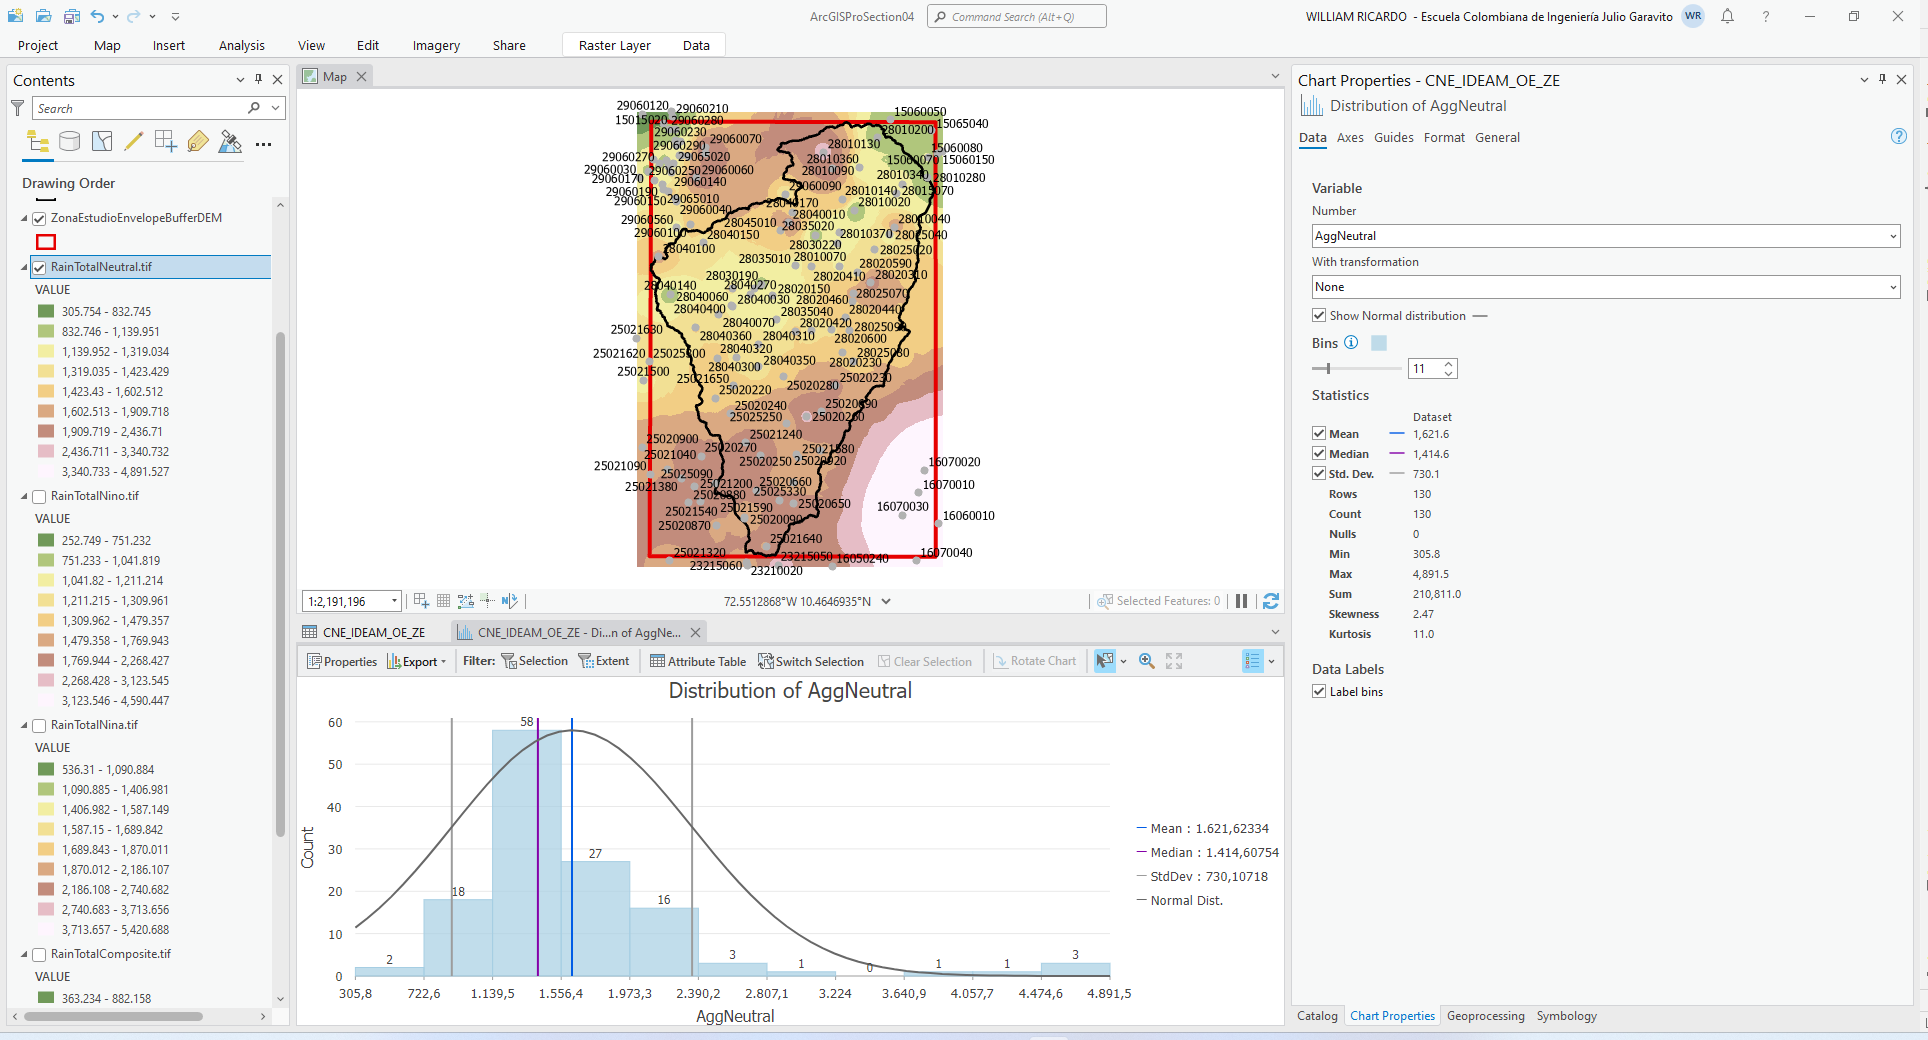 ArcGISProSection04
Command Search (Alt+Q)
WILLIAM RICARDO - Escuela Colombiana de Ingeniería Julio Garavito
WR
?
Project
Map
Insert
Analysis
View
Edit
Imagery
Share
Raster Layer
Data
Contents
Search
Drawing Order
ZonaEstudioEnvelopeBufferDEM
RainTotalNeutral.tif
VALUE
305.754 - 832.745
832.746 - 1,139.951
1,139.952 - 1,319.034
1,319.035 - 1,423.429
1,423.43 - 1,602.512
1,602.513 - 1,909.718
1,909.719 - 2,436.71
2,436.711 - 3,340.732
3,340.733 - 4,891.527
RainTotalNino.tif
VALUE
252.749 - 751.232
751.233 - 1,041.819
1,041.82 - 1,211.214
1,211.215 - 1,309.961
1,309.962 - 1,479.357
1,479.358 - 1,769.943
1,769.944 - 2,268.427
2,268.428 - 3,123.545
3,123.546 - 4,590.447
RainTotalNina.tif
VALUE
536.31 - 1,090.884
1,090.885 - 1,406.981
1,406.982 - 1,587.149
1,587.15 - 1,689.842
1,689.843 - 1,870.011
1,870.012 - 2,186.107
2,186.108 - 2,740.682
2,740.683 - 3,713.656
3,713.657 - 5,420.688
RainTotalComposite.tif
VALUE
363.234 - 882.158
Map
29060120
29060210
15060050
15015020
29060280
15065040
29060230
28010200
29060070
29060290
28010130
15060080
29060270
29065020
28010360
15060070
15060150
29060030
29060250
29060060
28010090
28010340
28010280
29060170
29060140
29060090
29060190
28010140
28015070
29060150
29065010
28040170
28010020
29060040
28040010
29060560
28045010
28035020
28010040
29060100
28040150
28010370
28025040
28040100
28030220
28025020
28035010
28010070
28020590
28030190
28020410
28020310
28040140
28040270
28020150
28040060
28040030
28020460
28025070
28040400
28035040
28020440
25021630
28040070
28020420
28025090
28040360
28040310
28020600
25021620
25025300
28040320
28025080
25021500
28040300
28040350
28020230
25021650
25020280
25020230
25020220
25020240
25020690
25025250
25020260
25020900
25021240
25021040
25020270
25021580
25021090
25020250
25020920
16070020
25025090
25021380
25021200
25020660
16070010
25020880
25025330
25021540
25021590
25020650
16070030
25020870
25020090
16060010
25021640
25021320
23215050
16050240
16070040
23215060
23210020
1:2,191,196
72.5512868°W 10.4646935°N
Selected Features: 0
CNE_IDEAM_OE_ZE
CNE_IDEAM_OE_ZE - Di...n of AggNe...
Properties
Export
Filter:
Selection
Extent
Attribute Table
Switch Selection
Clear Selection
Rotate Chart
Distribution of AggNeutral
Count
60
50
40
30
20
10
0
2
18
58
27
16
3
1
0
1
1
3
305,8
722,6
1.139,5
1.556,4
1.973,3
2.390,2
2.807,1
3.224
3.640,9
4.057,7
4.474,6
4.891,5
AggNeutral
Mean : 1.621,62334
Median : 1.414,60754
StdDev : 730,10718
Normal Dist.
Chart Properties - CNE_IDEAM_OE_ZE
Distribution of AggNeutral
Data
Axes
Guides
Format
General
Variable
Number
AggNeutral
With transformation
None
Show Normal distribution
Bins
11
Statistics
Dataset
Mean 1,621.6
Median 1,414.6
Std. Dev. 730.1
Rows 130
Count 130
Nulls 0
Min 305.8
Max 4,891.5
Sum 210,811.0
Skewness 2.47
Kurtosis 11.0
Data Labels
Label bins
Catalog
Chart Properties
Geoprocessing
Symbology